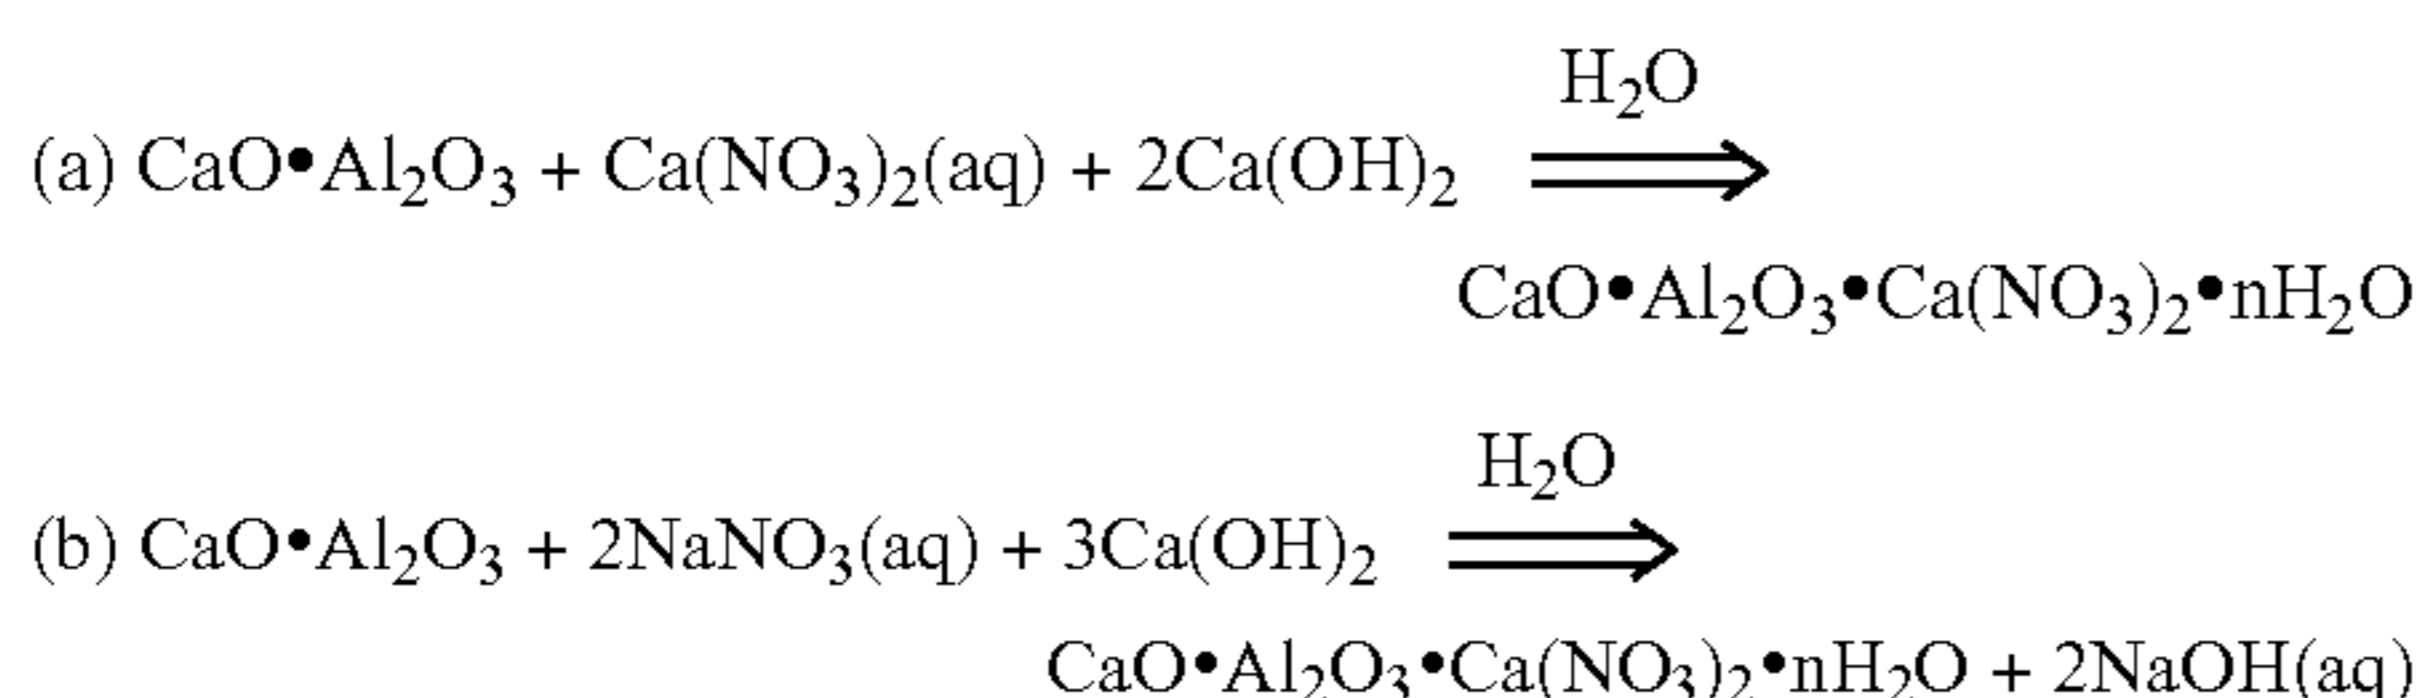 H₂O
(a) CaO•Al₂O₃ + Ca(NO₃)₂(aq) + 2Ca(OH)₂ ⇒
CaO•Al₂O₃•Ca(NO₃)₂•nH₂O
H₂O
(b) CaO•Al₂O₃ + 2NaNO₃(aq) + 3Ca(OH)₂ ⇒
CaO•Al₂O₃•Ca(NO₃)₂•nH₂O + 2NaOH(aq)